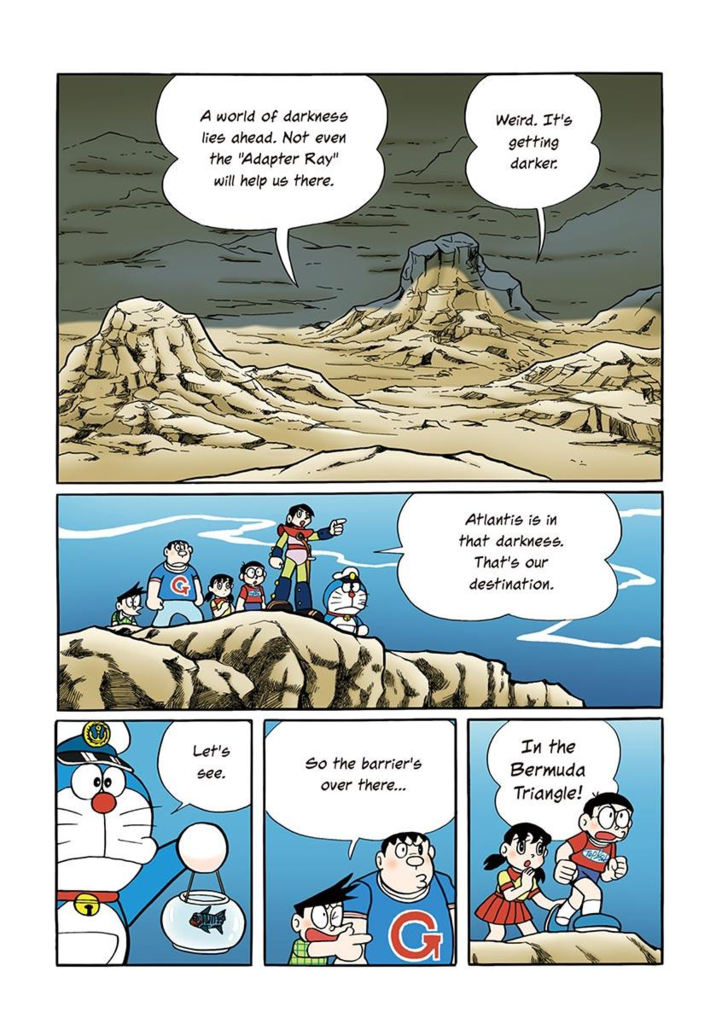 A world of darkness
lies ahead. Not even
the "Adapter Ray"
will help us there.
Weird. It's
getting
darker.
Atlantis is in
that darkness.
That's our
destination.
G
Let's
see.
So the barrier's
over there...
G
In the
Bermuda
Triangle!